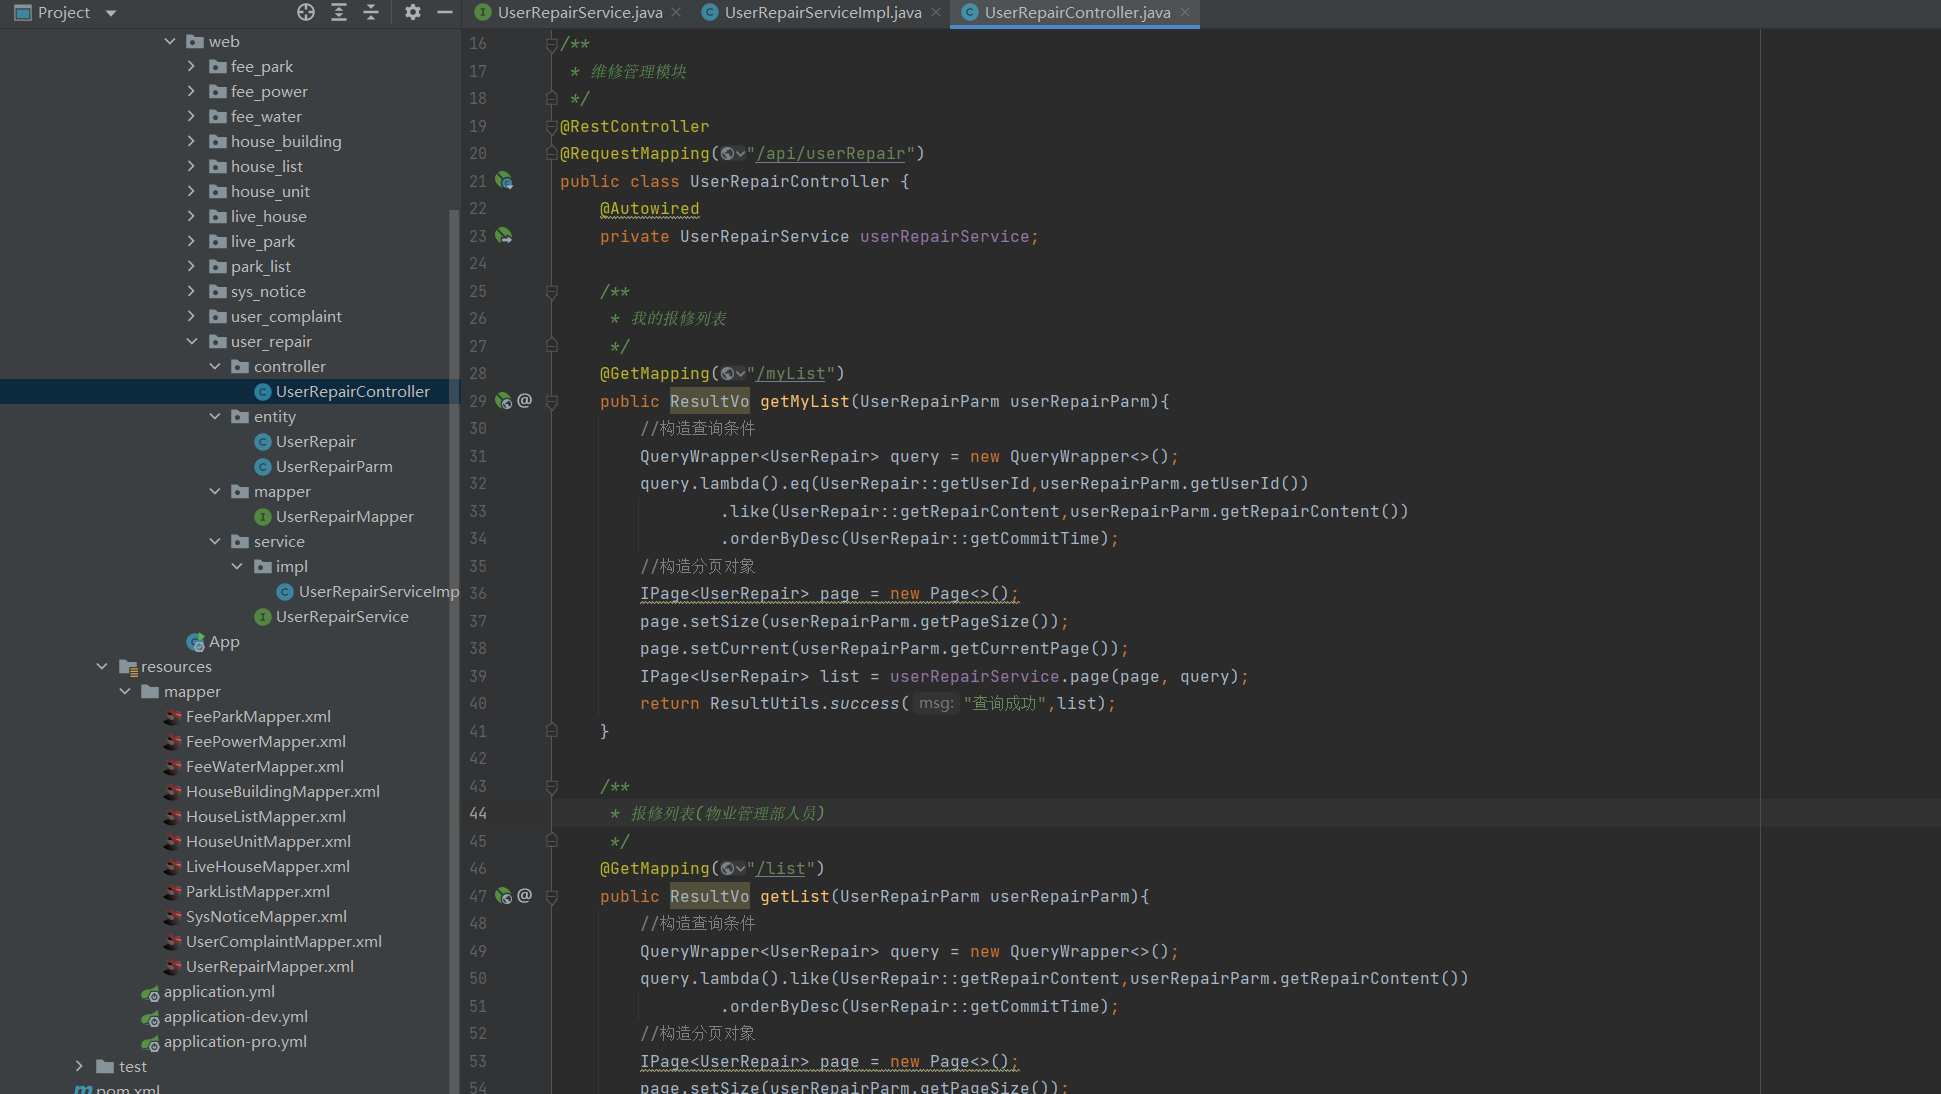 Project
UserRepairService.java
UserRepairServiceImpl.java
UserRepairController.java
web
fee_park
fee_power
fee_water
house_building
house_list
house_unit
live_house
live_park
park_list
sys_notice
user_complaint
user_repair
controller
UserRepairController
entity
UserRepair
UserRepairParm
mapper
UserRepairMapper
service
impl
UserRepairServiceImp
UserRepairService
App
resources
mapper
FeeParkMapper.xml
FeePowerMapper.xml
FeeWaterMapper.xml
HouseBuildingMapper.xml
HouseListMapper.xml
HouseUnitMapper.xml
LiveHouseMapper.xml
ParkListMapper.xml
SysNoticeMapper.xml
UserComplaintMapper.xml
UserRepairMapper.xml
application.yml
application-dev.yml
application-pro.yml
test
pom.xml
16 /**
17 * 维修管理模块
18 */
19 @RestController
20 @RequestMapping("/api/userRepair")
21 public class UserRepairController {
22 @Autowired
23 private UserRepairService userRepairService;
24
25 /**
26 * 我的报修列表
27 */
28 @GetMapping("/myList")
29 @ public ResultVo getMyList(UserRepairParm userRepairParm){
30 //构造查询条件
31 QueryWrapper<UserRepair> query = new QueryWrapper<>();
32 query.lambda().eq(UserRepair::getUserId,userRepairParm.getUserId())
33 .like(UserRepair::getRepairContent,userRepairParm.getRepairContent())
34 .orderByDesc(UserRepair::getCommitTime);
35 //构造分页对象
36 IPage<UserRepair> page = new Page<>();
37 page.setSize(userRepairParm.getPageSize());
38 page.setCurrent(userRepairParm.getCurrentPage());
39 IPage<UserRepair> list = userRepairService.page(page, query);
40 return ResultUtils.success( msg: "查询成功",list);
41 }
42
43 /**
44 * 报修列表(物业管理部人员)
45 */
46 @GetMapping("/list")
47 @ public ResultVo getList(UserRepairParm userRepairParm){
48 //构造查询条件
49 QueryWrapper<UserRepair> query = new QueryWrapper<>();
50 query.lambda().like(UserRepair::getRepairContent,userRepairParm.getRepairContent())
51 .orderByDesc(UserRepair::getCommitTime);
52 //构造分页对象
53 IPage<UserRepair> page = new Page<>();
54 page.setSize(userRepairParm.getPageSize());